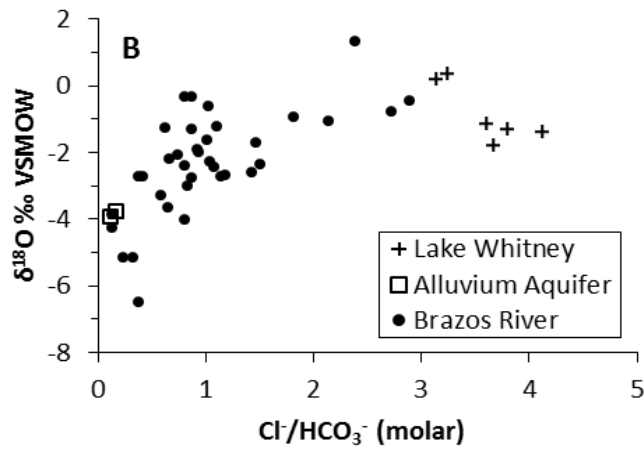 B
2
0
-2
-4
-6
-8
δ¹⁸O ‰ VSMOW
+ Lake Whitney
□ Alluvium Aquifer
● Brazos River
0 1 2 3 4 5
Cl⁻/HCO₃⁻ (molar)